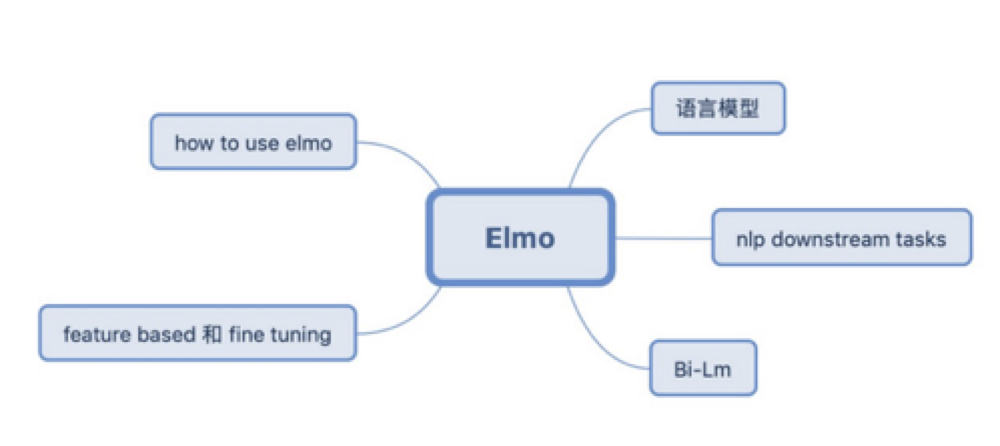 语言模型
how to use elmo
Elmo
nlp downstream tasks
feature based 和 fine tuning
Bi-Lm